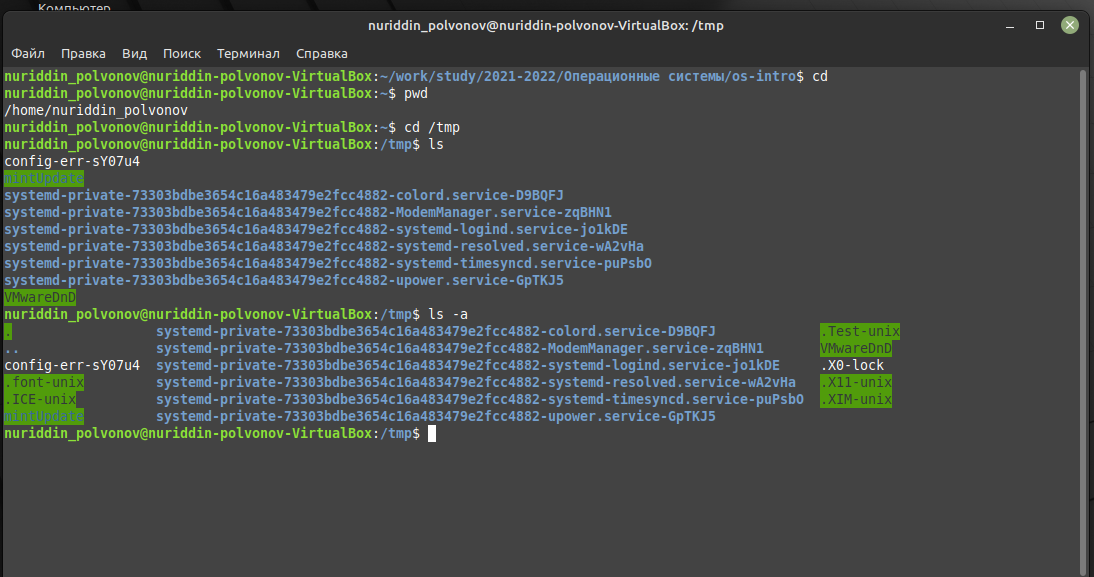 Компьютер
nuriddin_polvonov@nuriddin-polvonov-VirtualBox: /tmp
Файл Правка Вид Поиск Терминал Справка
nuriddin_polvonov@nuriddin-polvonov-VirtualBox:~/work/study/2021-2022/Операционные системы/os-intro$ cd
nuriddin_polvonov@nuriddin-polvonov-VirtualBox:~$ pwd
/home/nuriddin_polvonov
nuriddin_polvonov@nuriddin-polvonov-VirtualBox:~$ cd /tmp
nuriddin_polvonov@nuriddin-polvonov-VirtualBox:/tmp$ ls
config-err-sY07u4
mintUpdate
systemd-private-73303bdbe3654c16a483479e2fcc4882-colord.service-D9BQFJ
systemd-private-73303bdbe3654c16a483479e2fcc4882-ModemManager.service-zqBHN1
systemd-private-73303bdbe3654c16a483479e2fcc4882-systemd-logind.service-jo1kDE
systemd-private-73303bdbe3654c16a483479e2fcc4882-systemd-resolved.service-wA2vHa
systemd-private-73303bdbe3654c16a483479e2fcc4882-systemd-timesyncd.service-puPsbO
systemd-private-73303bdbe3654c16a483479e2fcc4882-upower.service-GpTKJ5
VMwareDnD
nuriddin_polvonov@nuriddin-polvonov-VirtualBox:/tmp$ ls -a
. systemd-private-73303bdbe3654c16a483479e2fcc4882-colord.service-D9BQFJ .Test-unix
.. systemd-private-73303bdbe3654c16a483479e2fcc4882-ModemManager.service-zqBHN1 VMwareDnD
config-err-sY07u4 systemd-private-73303bdbe3654c16a483479e2fcc4882-systemd-logind.service-jo1kDE .X0-lock
.font-unix systemd-private-73303bdbe3654c16a483479e2fcc4882-systemd-resolved.service-wA2vHa .X11-unix
.ICE-unix systemd-private-73303bdbe3654c16a483479e2fcc4882-systemd-timesyncd.service-puPsbO .XIM-unix
mintUpdate systemd-private-73303bdbe3654c16a483479e2fcc4882-upower.service-GpTKJ5
nuriddin_polvonov@nuriddin-polvonov-VirtualBox:/tmp$